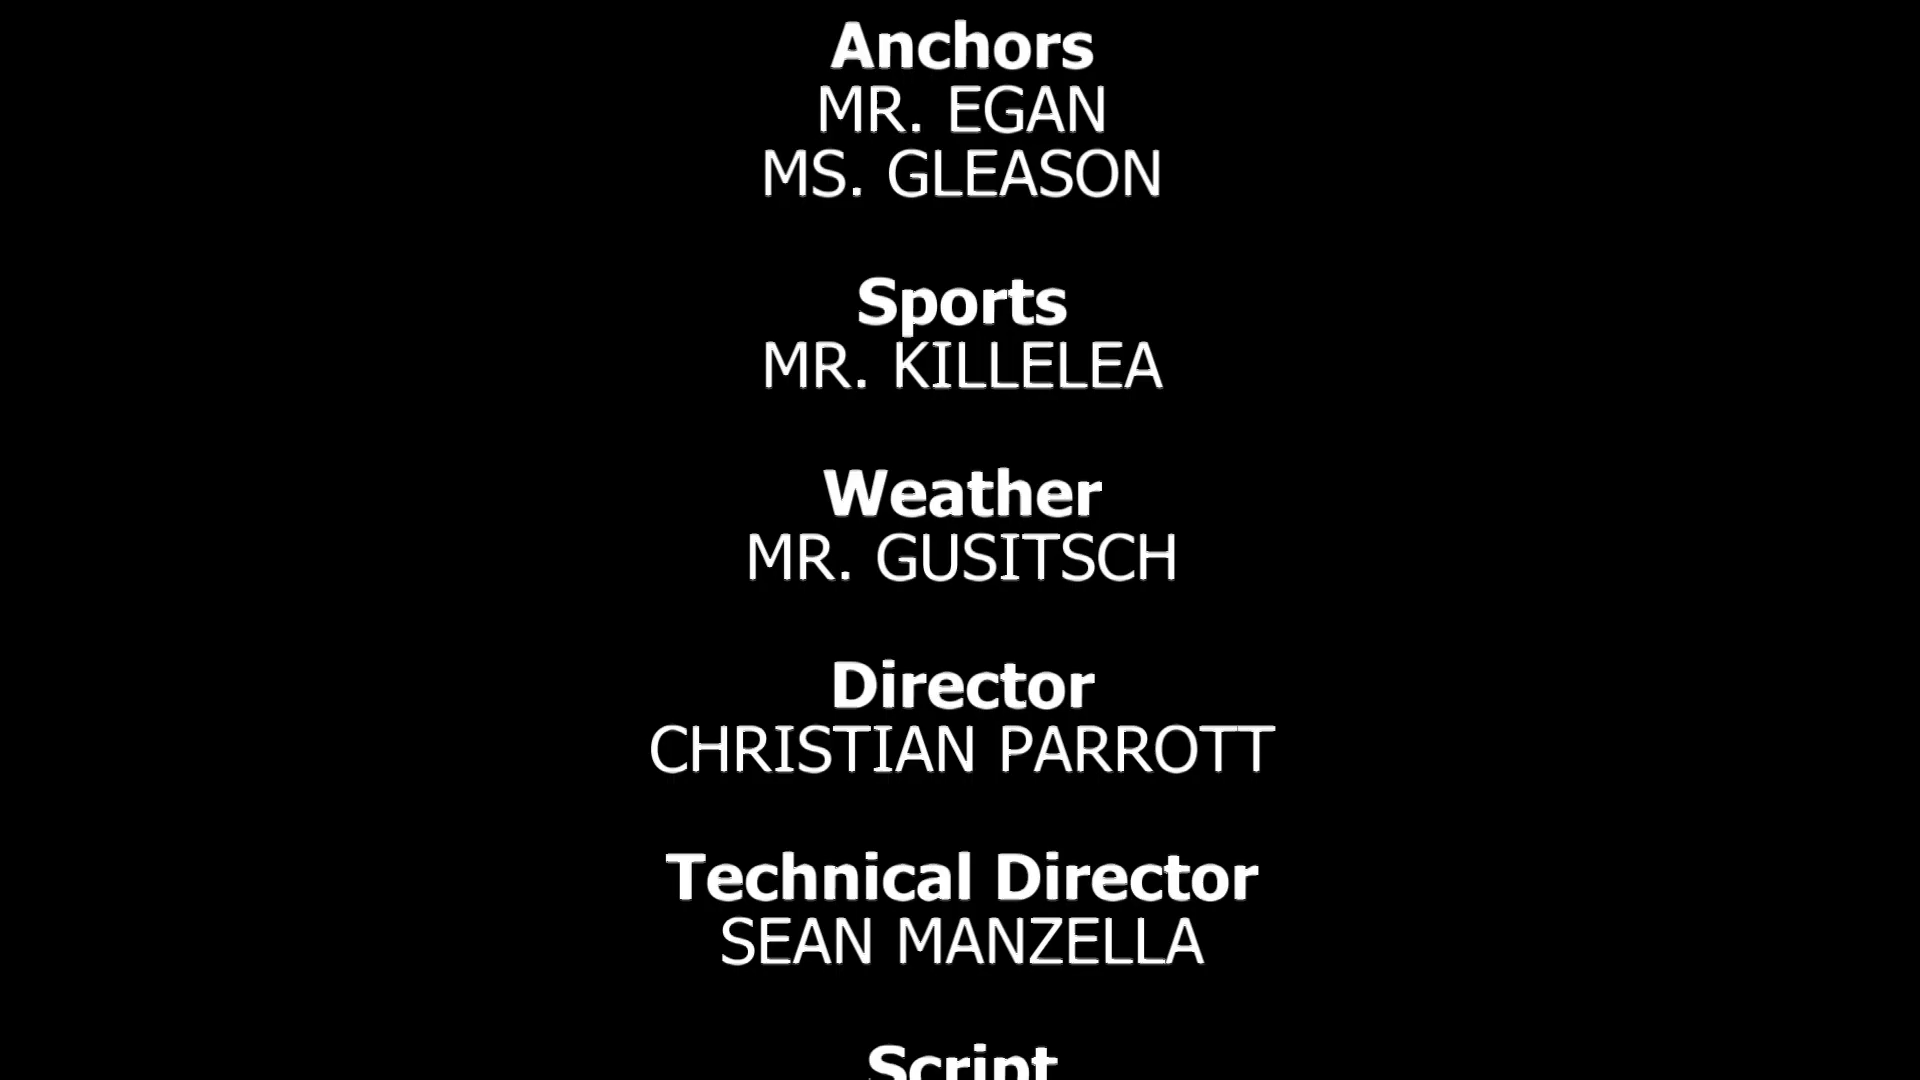 Anchors
MR. EGAN
MS. GLEASON
Sports
MR. KILLELEA
Weather
MR. GUSITSCH
Director
CHRISTIAN PARROTT
Technical Director
SEAN MANZELLA
Script